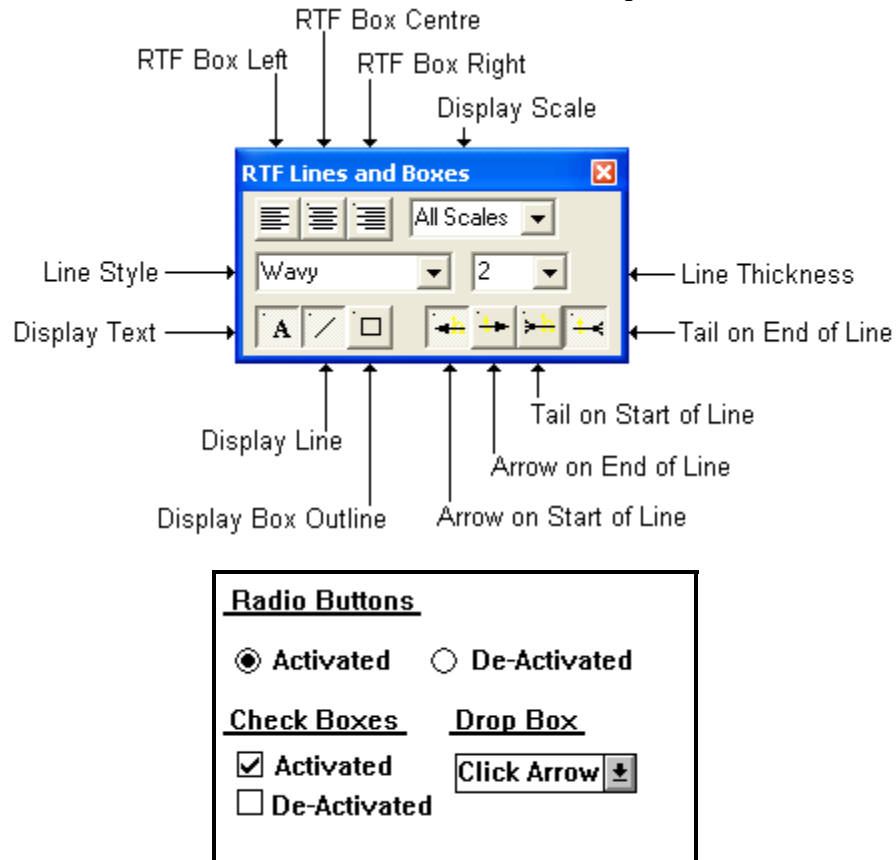 RTF Box Centre
RTF Box Left
RTF Box Right
Display Scale
RTF Lines and Boxes
All Scales
Line Style
Wavy
2
Line Thickness
Display Text
A
Tail on End of Line
Tail on Start of Line
Display Line
Arrow on End of Line
Display Box Outline
Arrow on Start of Line
Radio Buttons
Activated
De-Activated
Check Boxes
Drop Box
Activated
Click Arrow
De-Activated